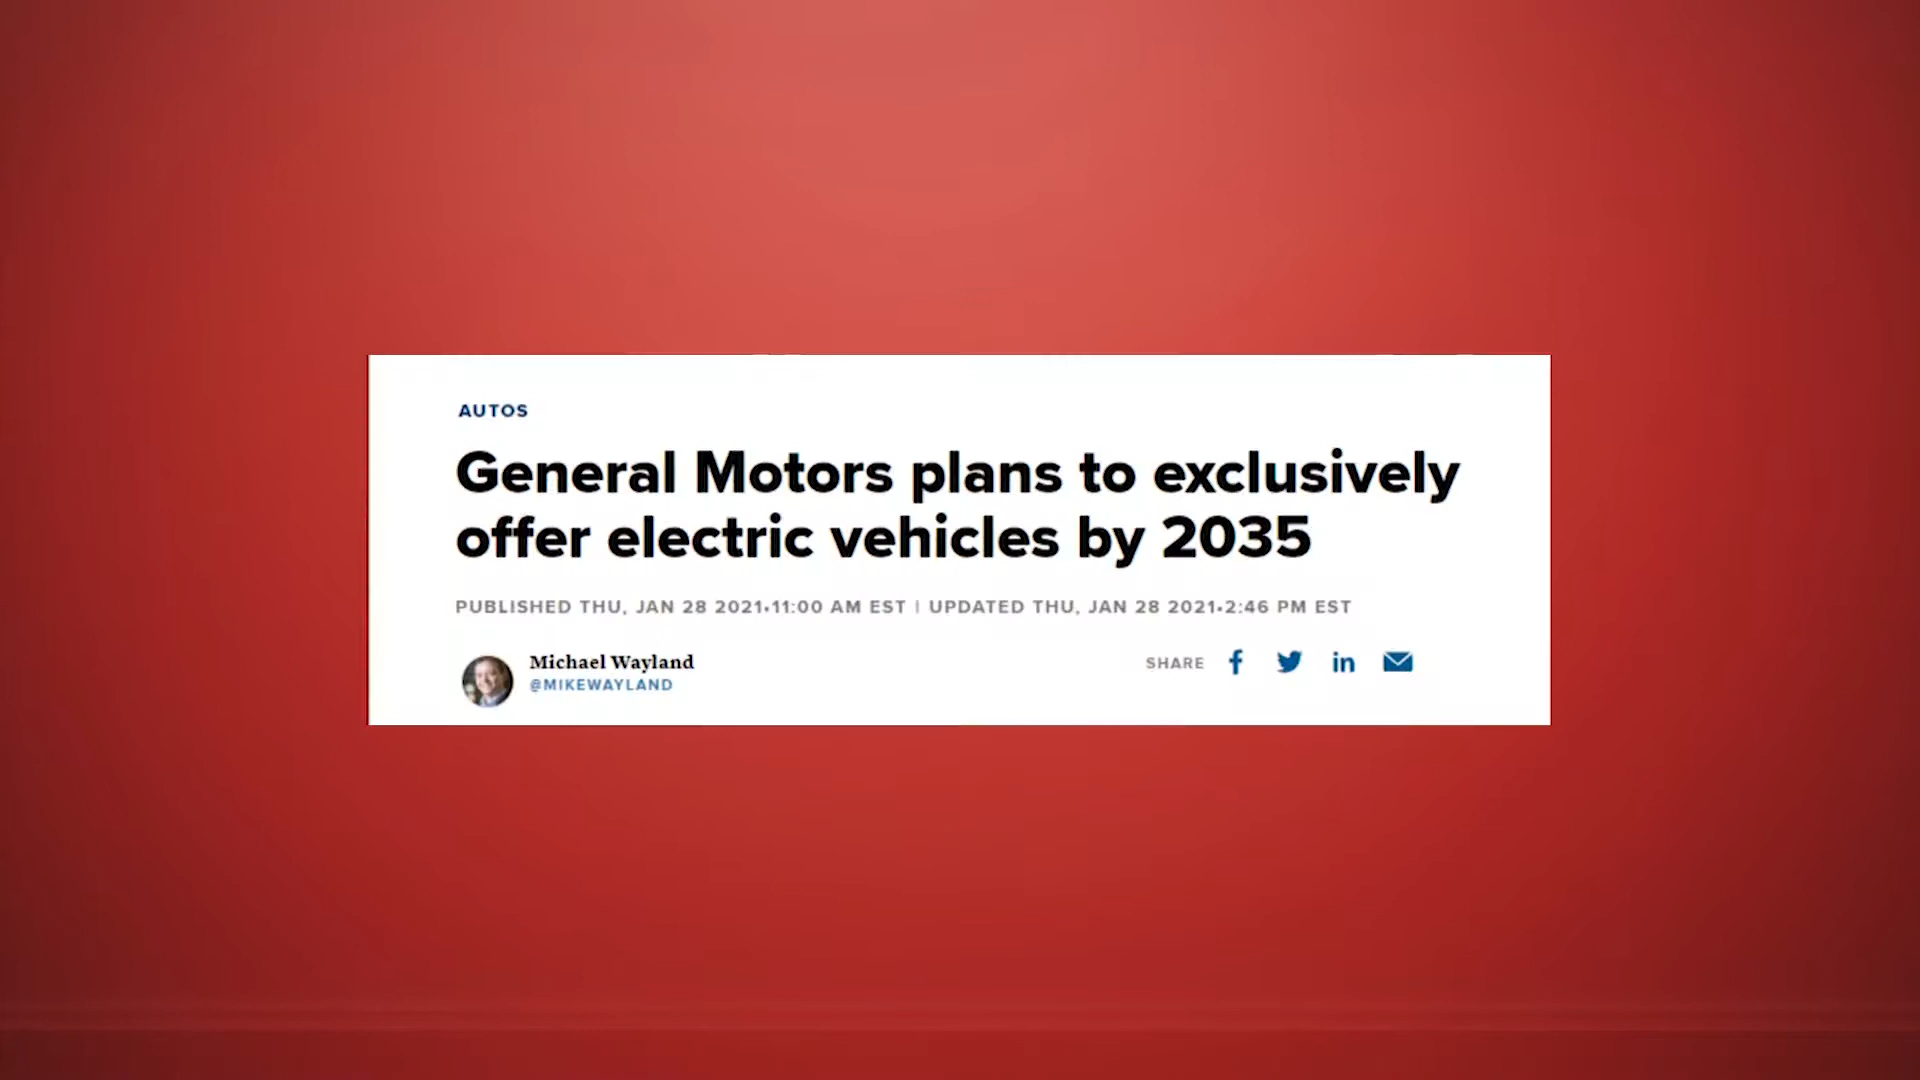 AUTOS
General Motors plans to exclusively
offer electric vehicles by 2035
PUBLISHED THU, JAN 28 2021•11:00 AM EST | UPDATED THU, JAN 28 2021•2:46 PM EST
Michael Wayland
@MIKEWAYLAND
SHARE